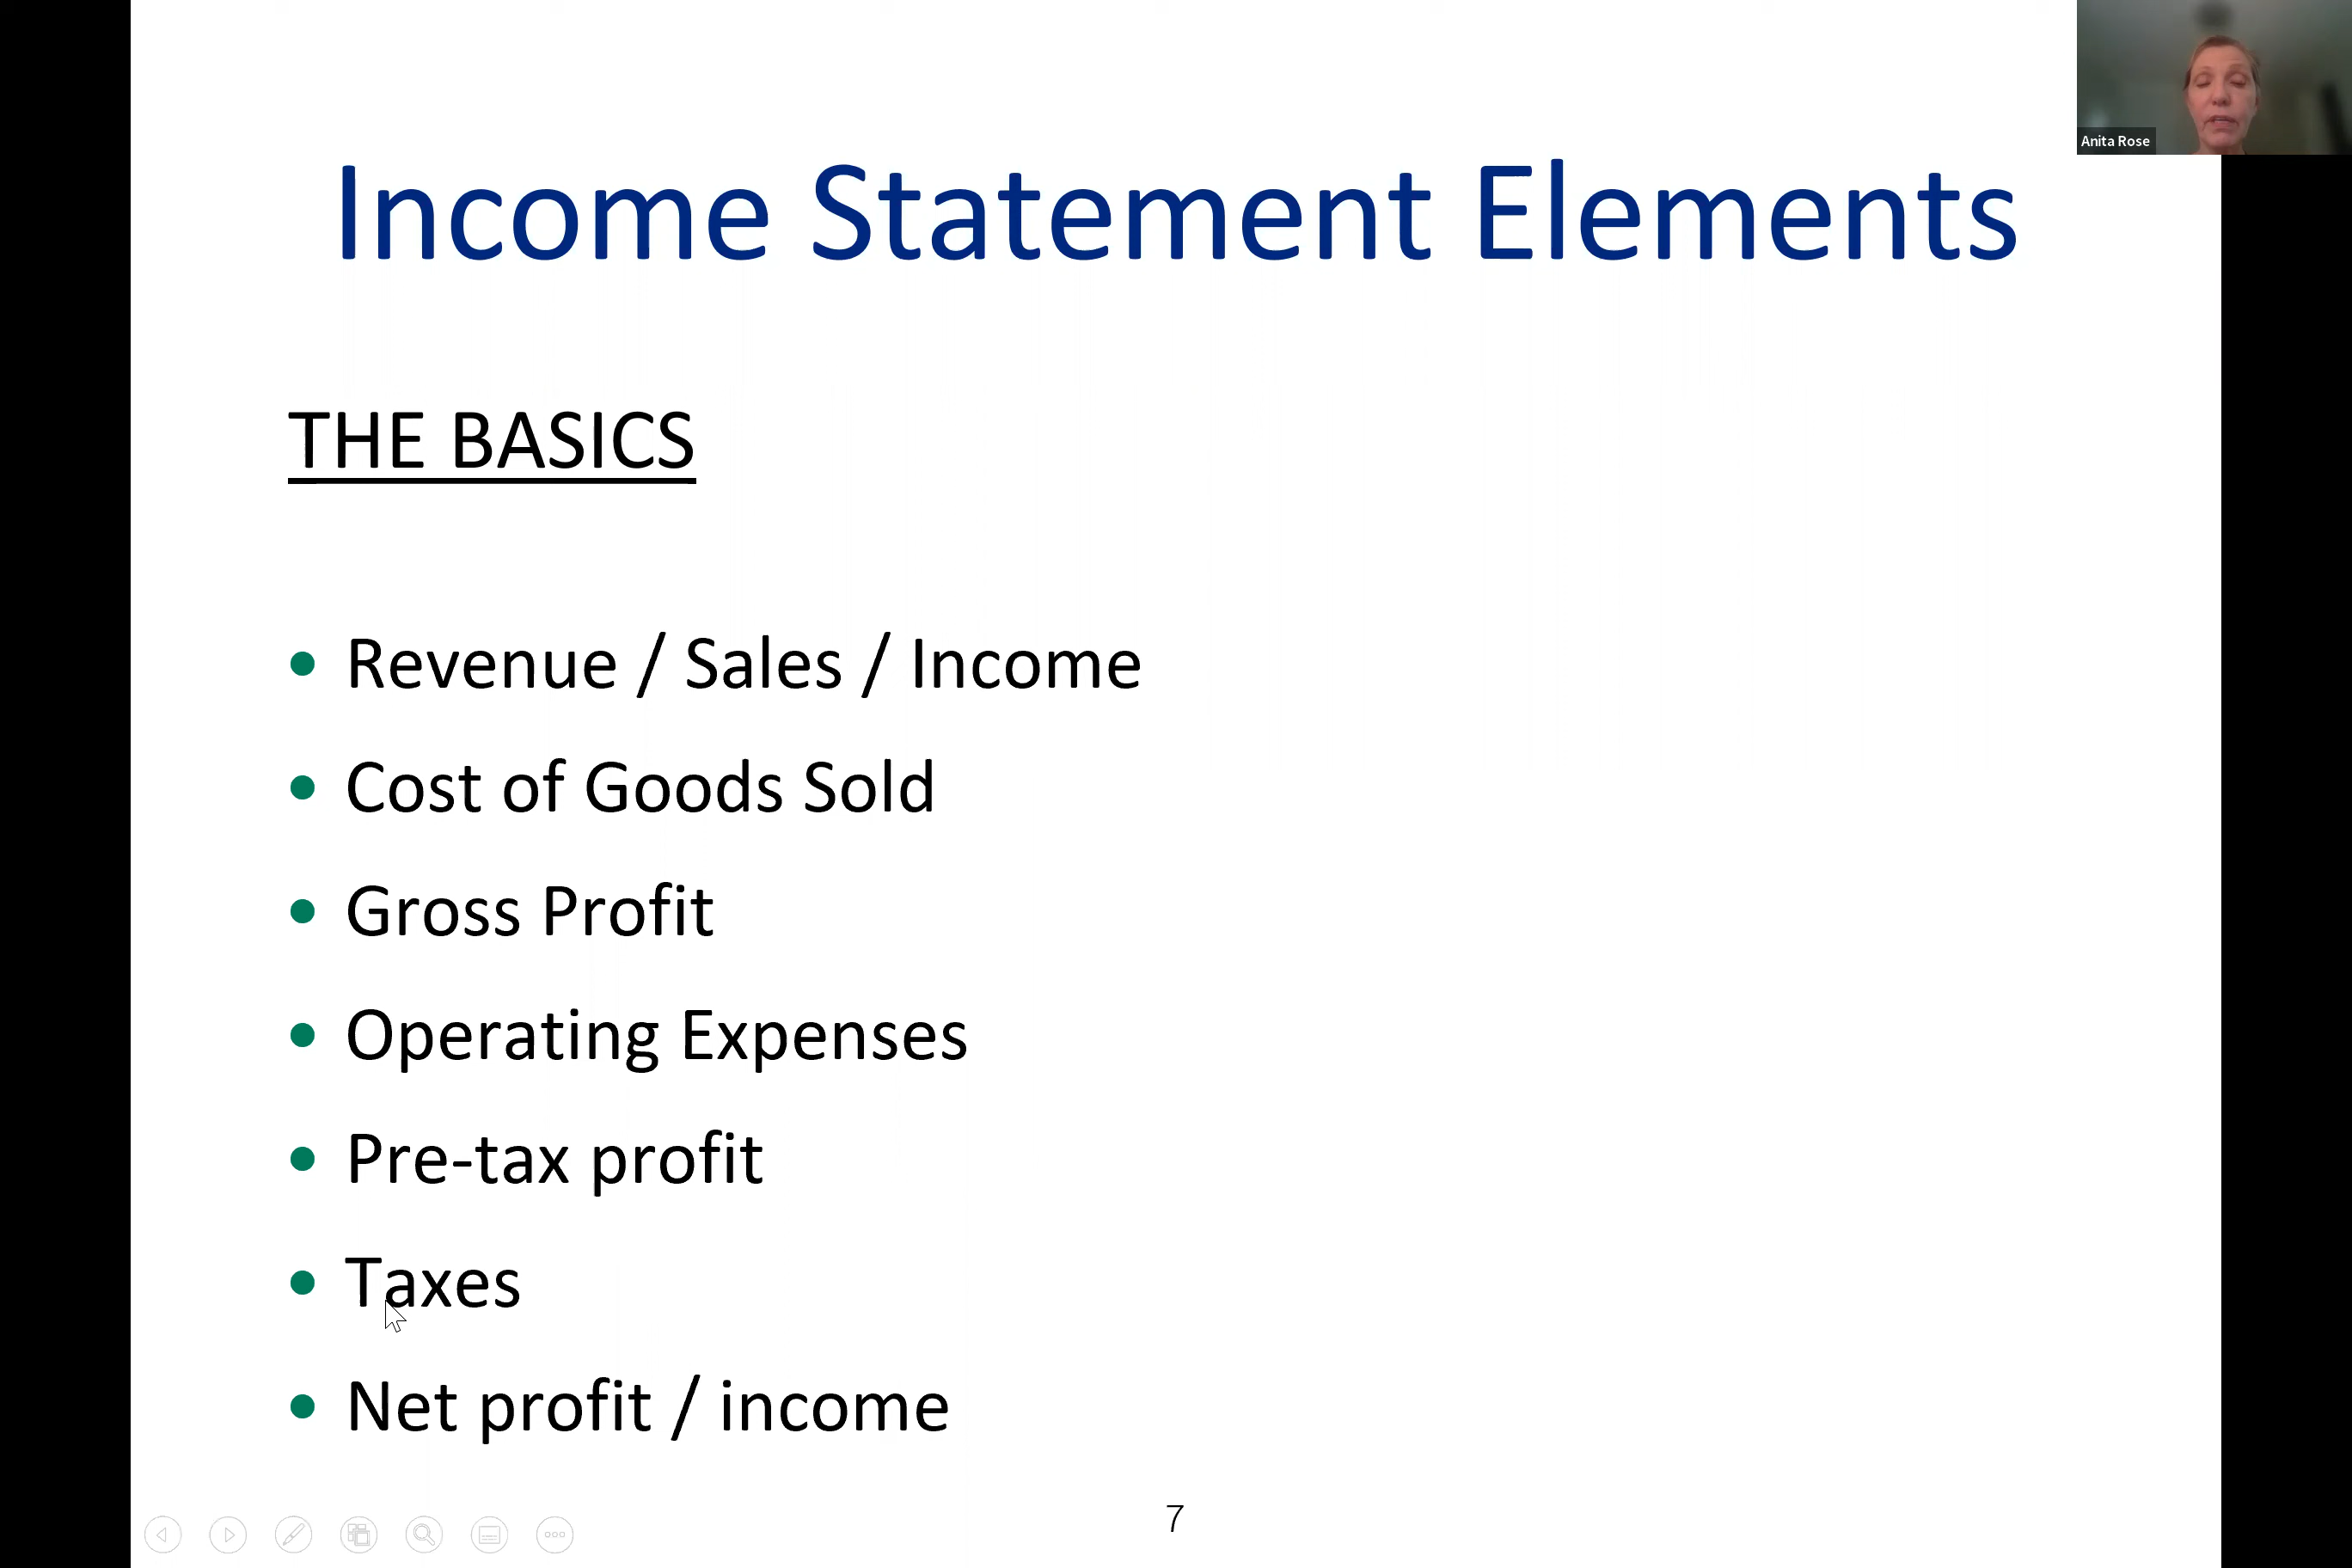 Anita Rose
Income Statement Elements
THE BASICS
Revenue / Sales / Income
Cost of Goods Sold
Gross Profit
Operating Expenses
Pre-tax profit
Taxes
Net profit / income
7